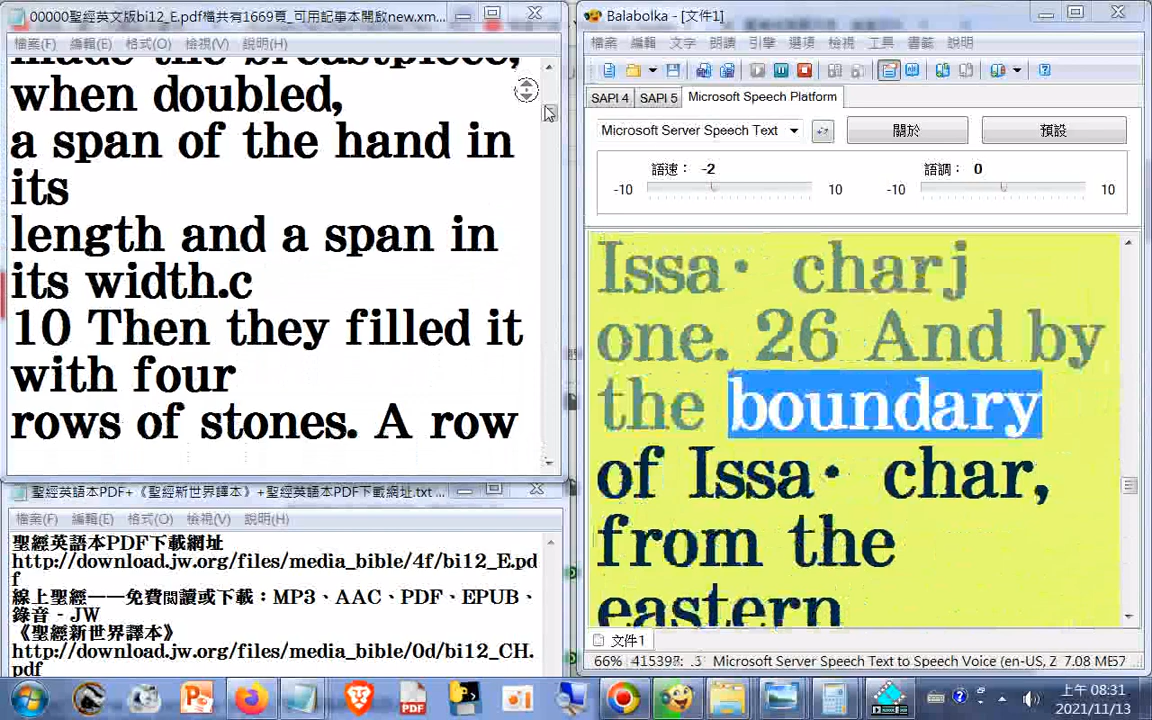 00000聖經英文版bi12_E.pdf檔共有1669頁_可用記事本開啟new.xm...
檔案(F) 編輯(E) 格式(O) 檢視(V) 說明(H)
made the breastpiece,
when doubled,
a span of the hand in
its
length and a span in
its width.c
10 Then they filled it
with four
rows of stones. A row
聖經英語本PDF+《聖經新世界譯本》+聖經英語本PDF下載網址.txt ...
檔案(F) 編輯(E) 格式(O) 檢視(V) 說明(H)
聖經英語本PDF下載網址
http://download.jw.org/files/media_bible/4f/bi12_E.pd
f
線上聖經——免費閱讀或下載：MP3、AAC、PDF、EPUB、
錄音 - JW
《聖經新世界譯本》
http://download.jw.org/files/media_bible/0d/bi12_CH.
pdf
Balabolka - [文件1]
檔案 編輯 文字 朗讀 引擎 選項 檢視 工具 書籤 說明
SAPI 4 SAPI 5 Microsoft Speech Platform
Microsoft Server Speech Text 關於 預設
語速： -2 語調： 0
-10 10 -10 10
Issa· charj
one. 26 And by
the boundary
of Issa· char,
from the
eastern
文件1
66% Microsoft Server Speech Text to Speech Voice (en-US, Z 7.08 MB
上午 08:31
2021/11/13